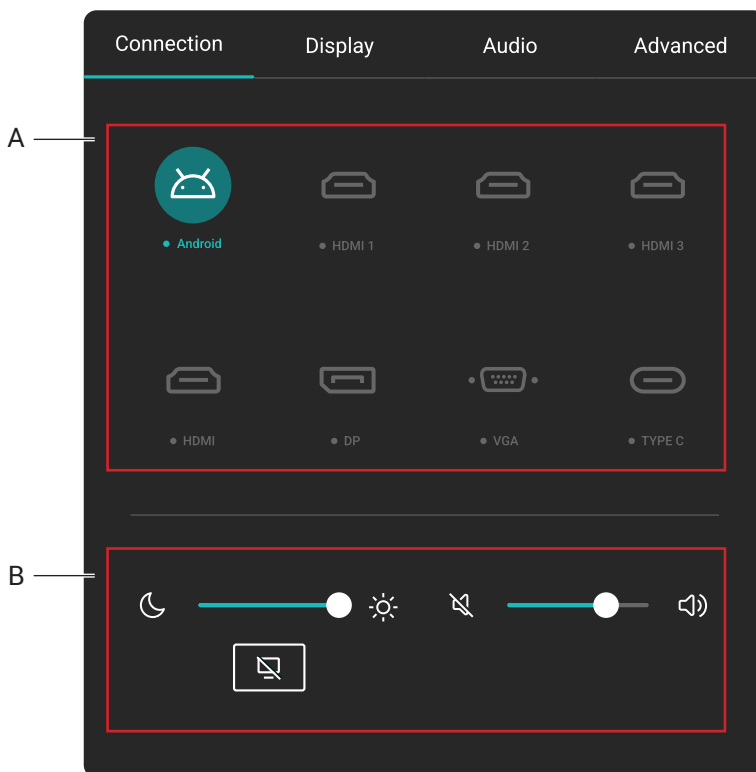 Connection Display Audio Advanced
A
Android HDMI 1 HDMI 2 HDMI 3
HDMI DP VGA TYPE C
B